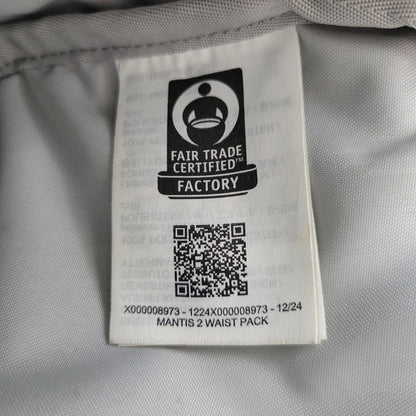 FAIR TRADE
CERTIFIED™
FACTORY
X000008973 - 1224X000008973 - 12/24
MANTIS 2 WAIST PACK